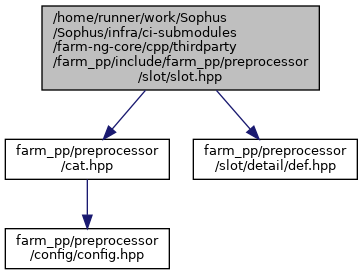 /home/runner/work/Sophus
/Sophus/infra/ci-submodules
/farm-ng-core/cpp/thirdparty
/farm_pp/include/farm_pp/preprocessor
/slot/slot.hpp
farm_pp/preprocessor
/cat.hpp
farm_pp/preprocessor
/slot/detail/def.hpp
farm_pp/preprocessor
/config/config.hpp